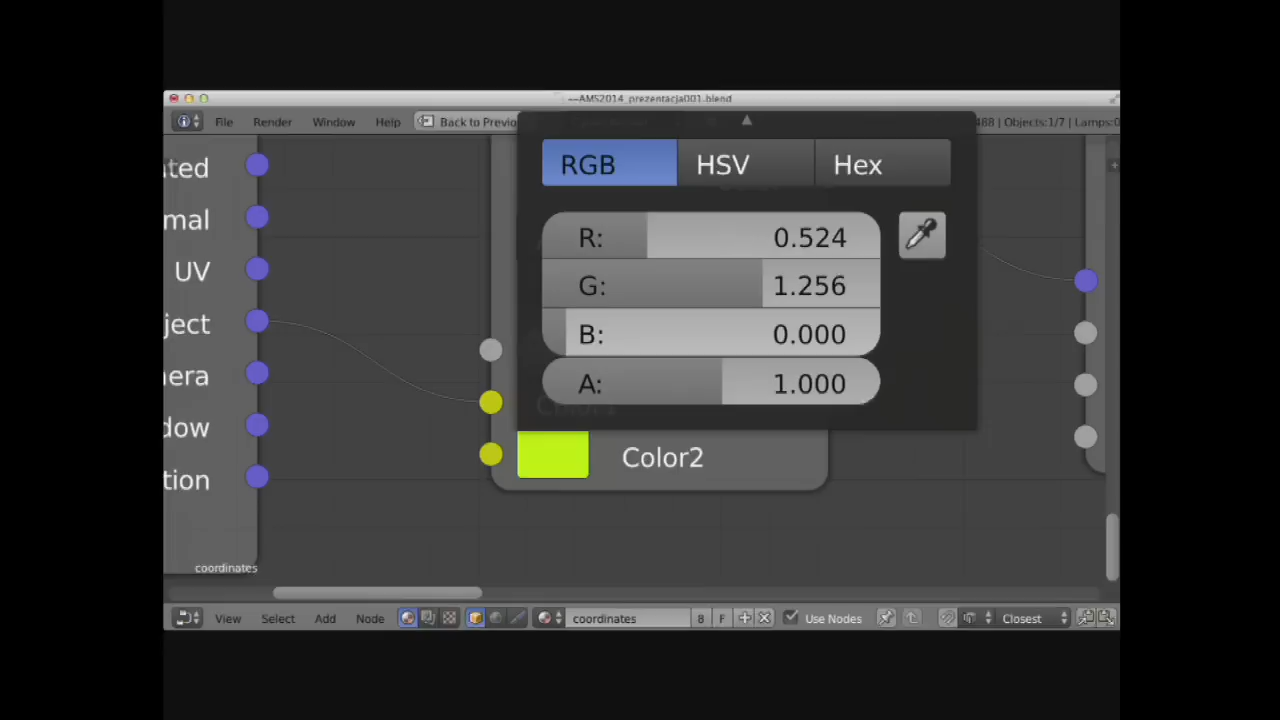 ~~AMS2014_prezentacja001.blend
File Render Window Help Back to Previo 488 | Objects:1/7 | Lamps:0
RGB HSV Hex
ated
mal
UV
ject
nera
dow
tion
R: 0.524
G: 1.256
B: 0.000
A: 1.000
Color2
coordinates
View Select Add Node coordinates 8 F Use Nodes Closest